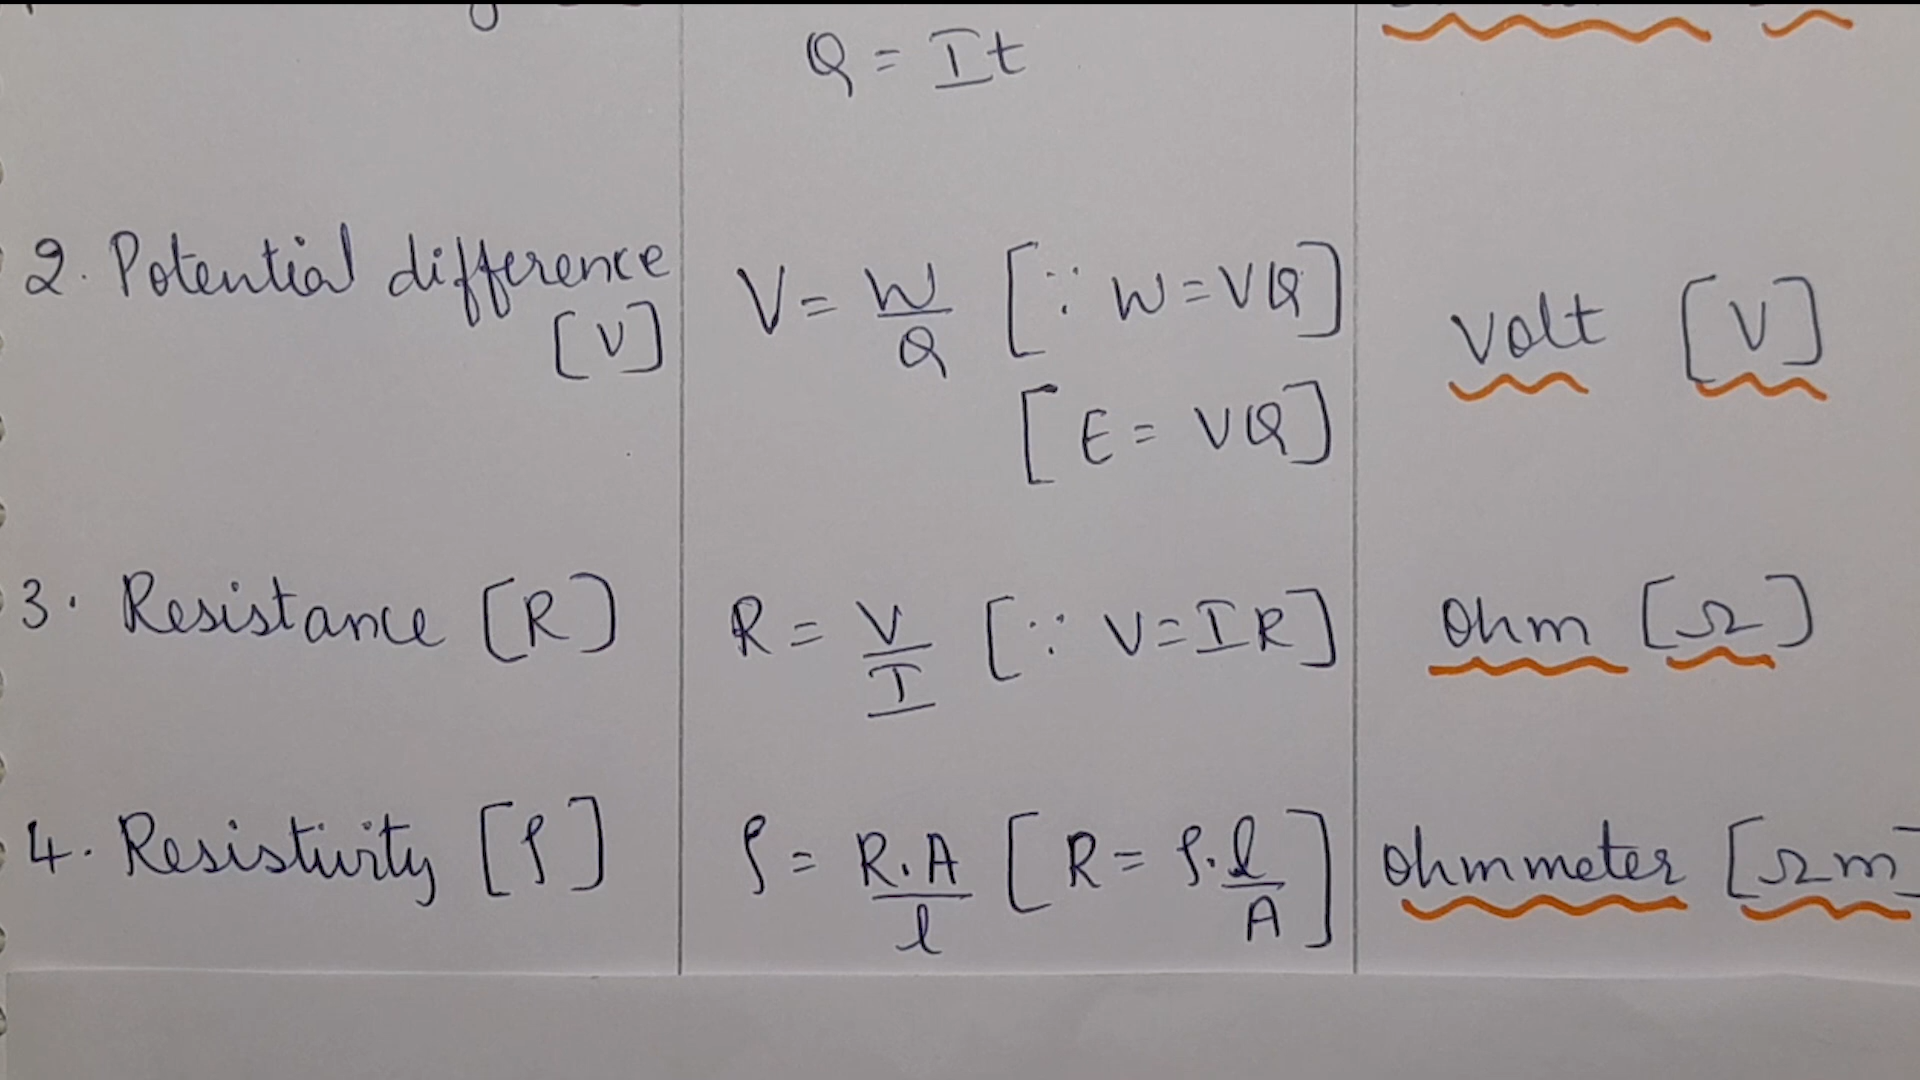 Q = It
2. Potential difference [V]
V = W/Q [∵ W = VQ]
[E = VQ]
Volt [V]
3. Resistance [R]
R = V/I [∵ V = IR]
Ohm [Ω]
4. Resistivity [ρ]
ρ = R.A/l [R = ρ.l/A]
Ohmmeter [Ωm]